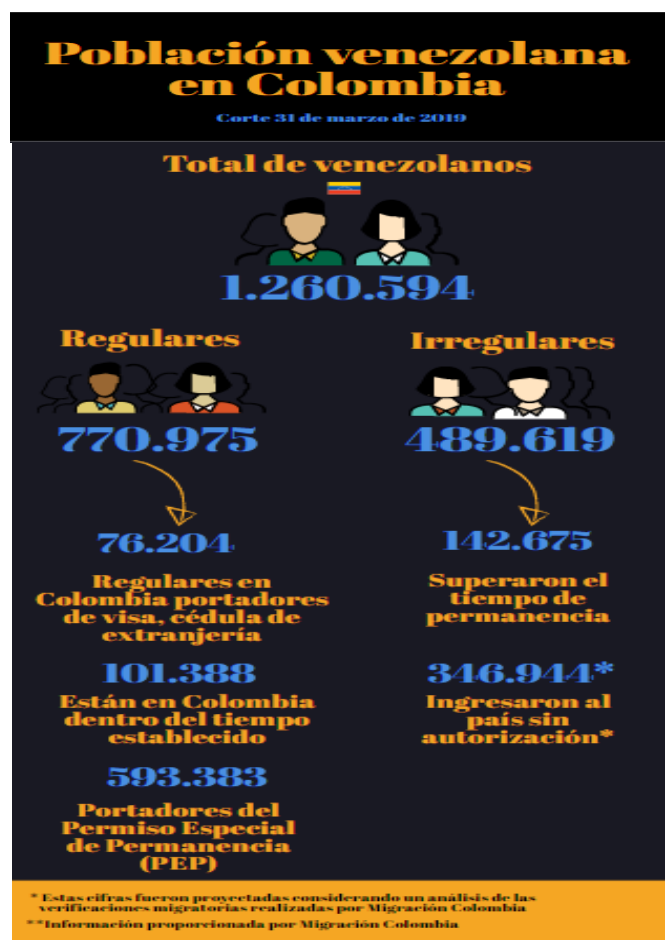 Población venezolana
en Colombia
Corte 31 de marzo de 2019
Total de venezolanos
1.260.594
Regulares
770.975
76.204
Regulares en
Colombia portadores
de visa, cédula de
extranjería
101.388
Están en Colombia
dentro del tiempo
establecido
593.383
Portadores del
Permiso Especial
de Permanencia
(PEP)
Irregulares
489.619
142.675
Superaron el
tiempo de
permanencia
346.944*
Ingresaron al
país sin
autorización*
* Estas cifras fueron proyectadas considerando un análisis de las
verificaciones migratorias realizadas por Migración Colombia
**Información proporcionada por Migración Colombia